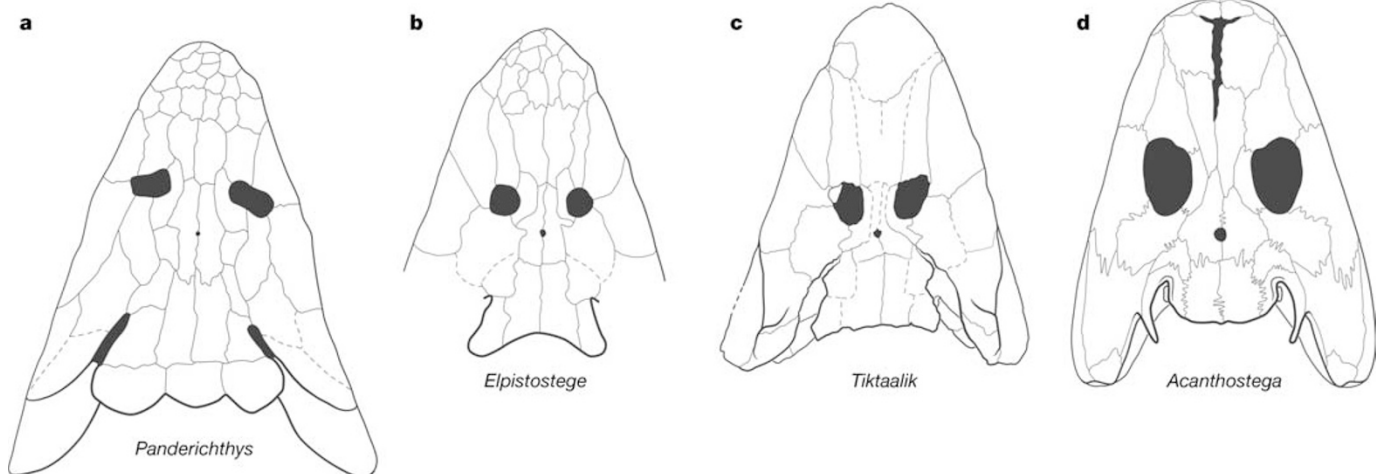 a
b
c
d
Panderichthys
Elpistostege
Tiktaalik
Acanthostega